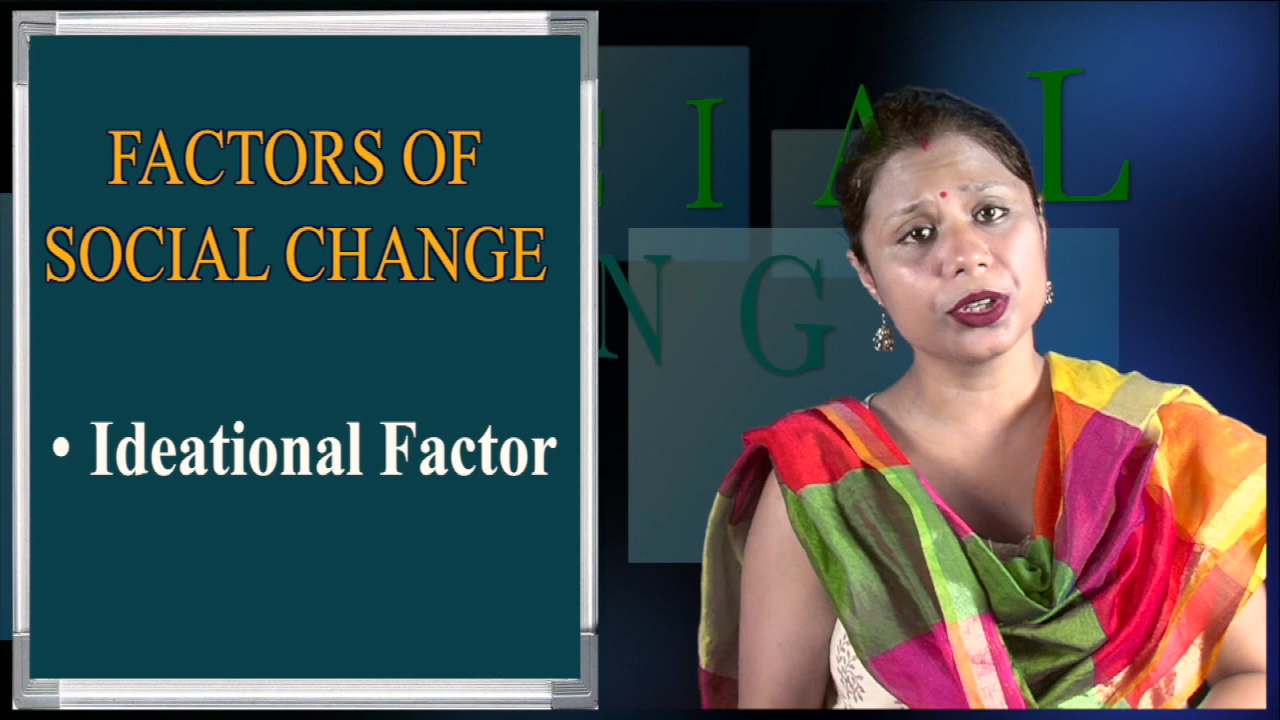 FACTORS OF
SOCIAL CHANGE
• Ideational Factor
I A L
N G